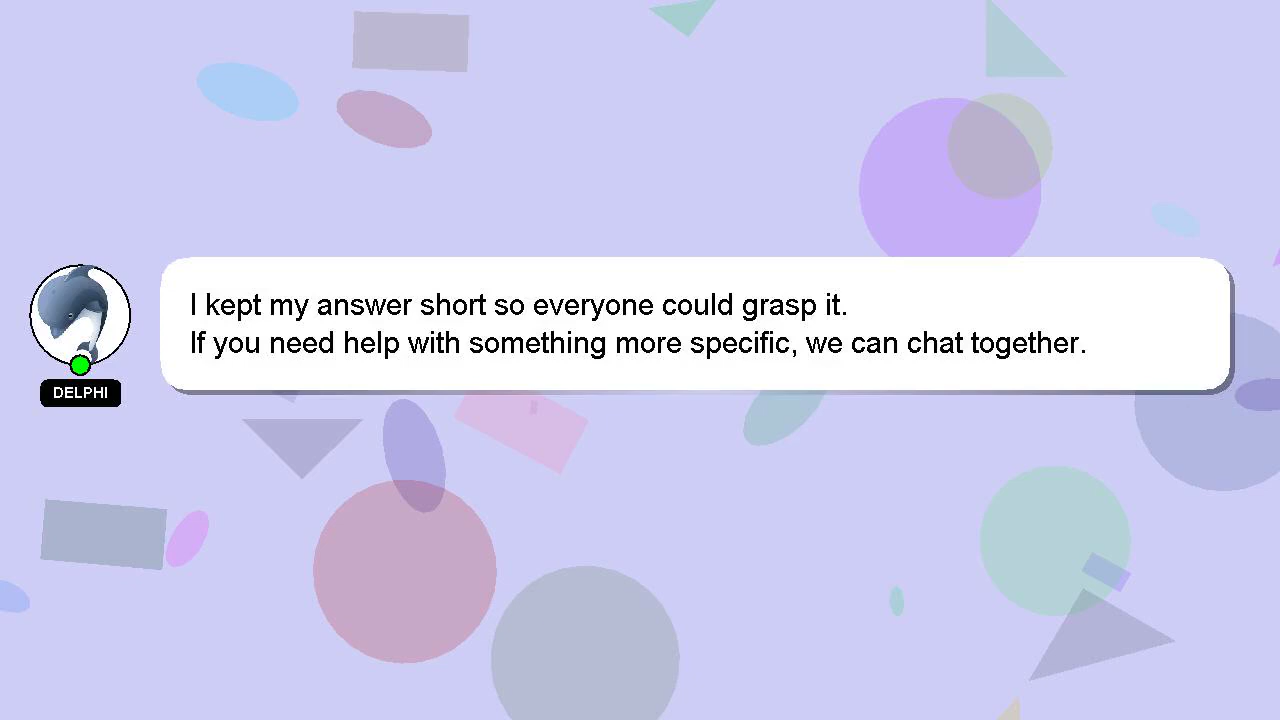 I kept my answer short so everyone could grasp it.
If you need help with something more specific, we can chat together.
DELPHI